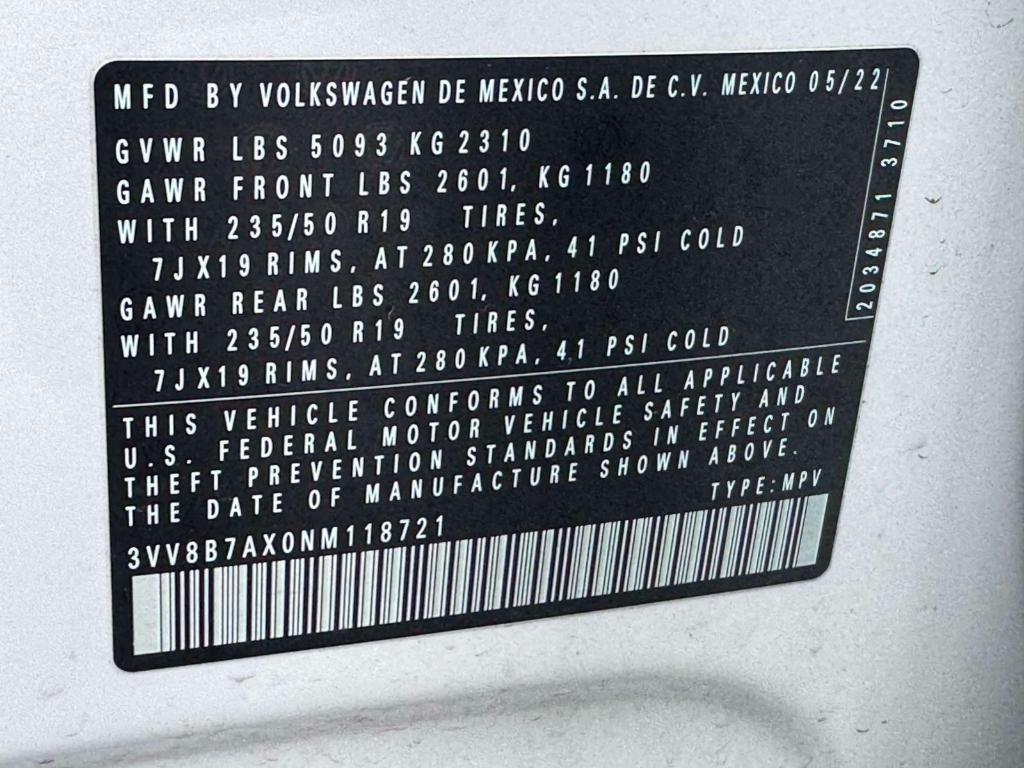 MFD BY VOLKSWAGEN DE MEXICO S.A. DE C.V. MEXICO 05/22
GVWR LBS 5093 KG 2310
GAWR FRONT LBS 2601, KG 1180
WITH 235/50 R19 TIRES,
7J X19 RIMS, AT 280 KPA, 41 PSI COLD
GAWR REAR LBS 2601, KG 1180
WITH 235/50 R19 TIRES,
7J X19 RIMS, AT 280 KPA, 41 PSI COLD
2034871 3710
THIS VEHICLE CONFORMS TO ALL APPLICABLE
U.S. FEDERAL MOTOR VEHICLE SAFETY AND
THEFT PREVENTION STANDARDS IN EFFECT ON
THE DATE OF MANUFACTURE SHOWN ABOVE.
TYPE: MPV
3VV8B7AX0NM118721